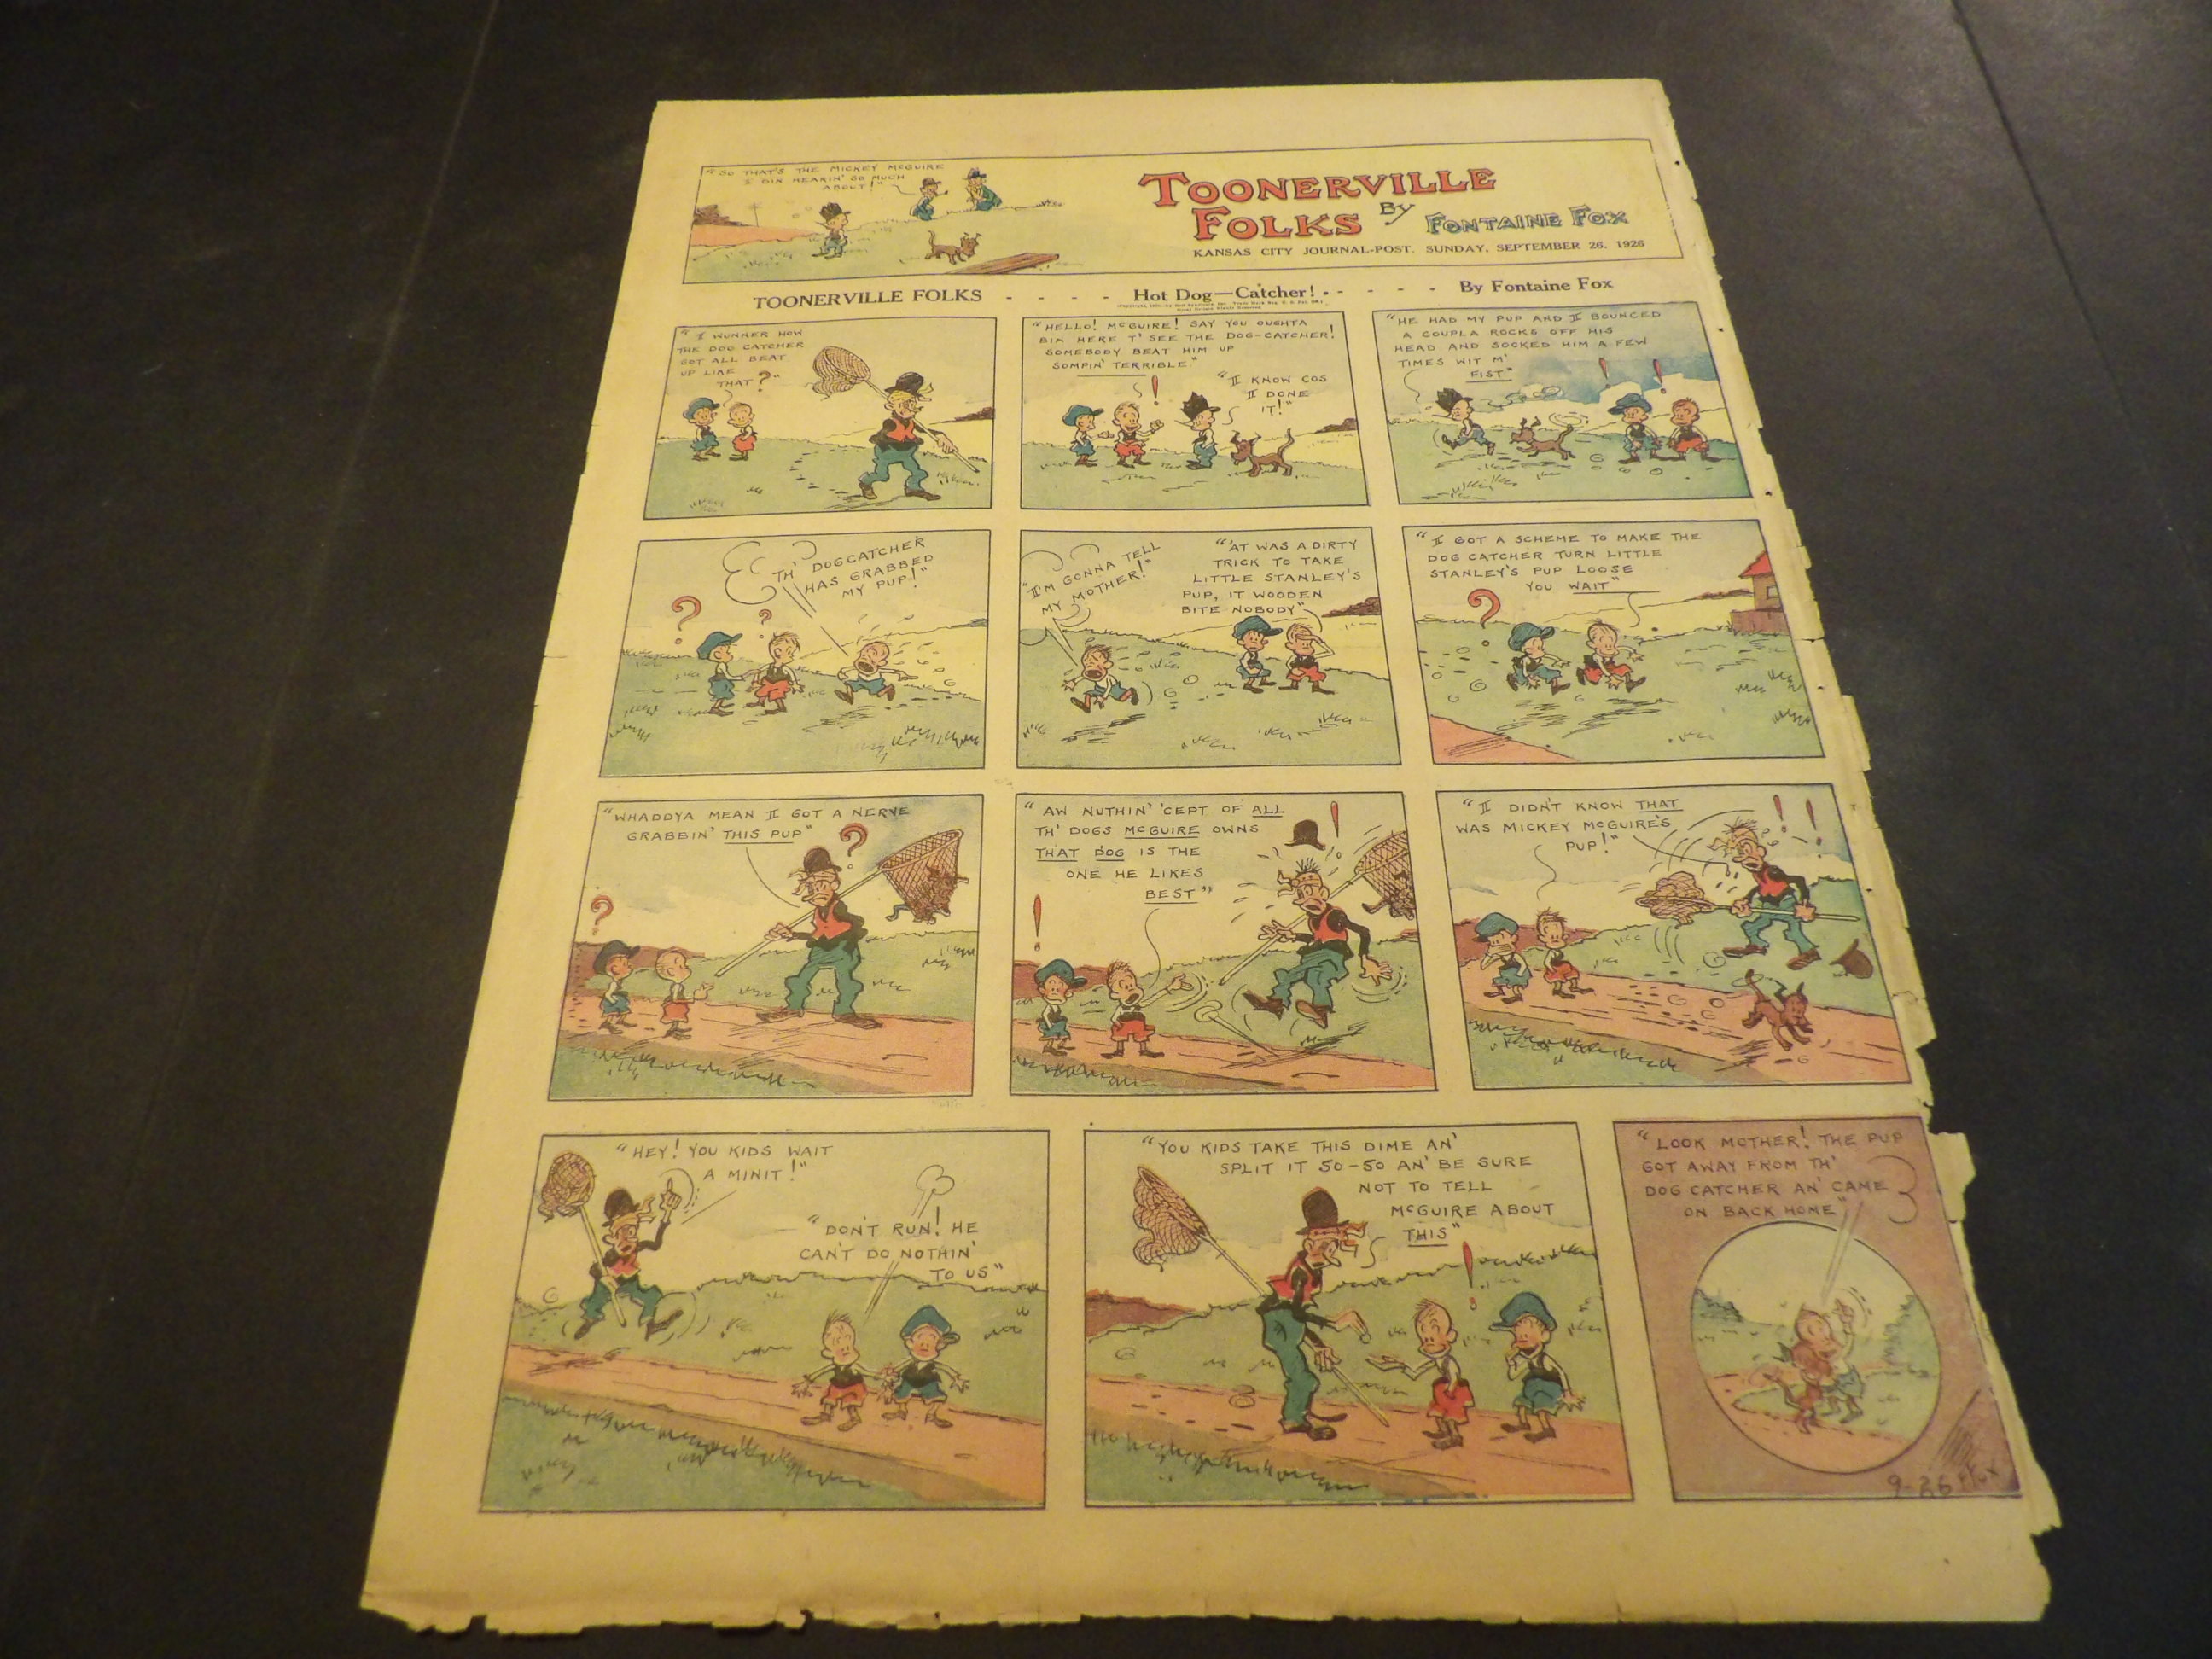 "SO THAT'S THE MICKEY McGUIRE
I BIN HEARIN' SO MUCH
ABOUT!"
TOONERVILLE
FOLKS BY FONTAINE FOX
KANSAS CITY JOURNAL-POST. SUNDAY, SEPTEMBER 26, 1926
TOONERVILLE FOLKS - - - - Hot Dog—Catcher! - - - - - By Fontaine Fox
"I WUNNER HOW
THE DOG CATCHER
GOT ALL BEAT
UP LIKE
THAT?"
"HELLO! McGUIRE! SAY YOU OUGHTA
BIN HERE T' SEE THE DOG-CATCHER!
SOMEBODY BEAT HIM UP
SOMPIN' TERRIBLE"
!
"I KNOW COS
I DONE
IT!"
"HE HAD MY PUP AND I BOUNCED
A COUPLA ROCKS OFF HIS
HEAD AND SOCKED HIM A FEW
TIMES WIT M'
FIST"
! !
TH' DOGCATCHER
HAS GRABBED
MY PUP!"
? ?
"I'M GONNA TELL
MY MOTHER!"
"'AT WAS A DIRTY
TRICK TO TAKE
LITTLE STANLEY'S
PUP, IT WOODEN
BITE NOBODY"
"I GOT A SCHEME TO MAKE THE
DOG CATCHER TURN LITTLE
STANLEY'S PUP LOOSE
YOU WAIT"
?
"WHADDYA MEAN I GOT A NERVE
GRABBIN' THIS PUP"
? ?
"AW NUTHIN' 'CEPT OF ALL
TH' DOGS McGUIRE OWNS
THAT DOG IS THE
ONE HE LIKES
BEST"
! !
"I DIDN'T KNOW THAT
WAS MICKEY McGUIRE'S
PUP!"
! !
"HEY! YOU KIDS WAIT
A MINIT!"
"DON'T RUN! HE
CAN'T DO NOTHIN'
TO US"
"YOU KIDS TAKE THIS DIME AN'
SPLIT IT 50-50 AN' BE SURE
NOT TO TELL
McGUIRE ABOUT
THIS"
!
"LOOK MOTHER! THE PUP
GOT AWAY FROM TH'
DOG CATCHER AN' CAME
ON BACK HOME"
9-26 Fox